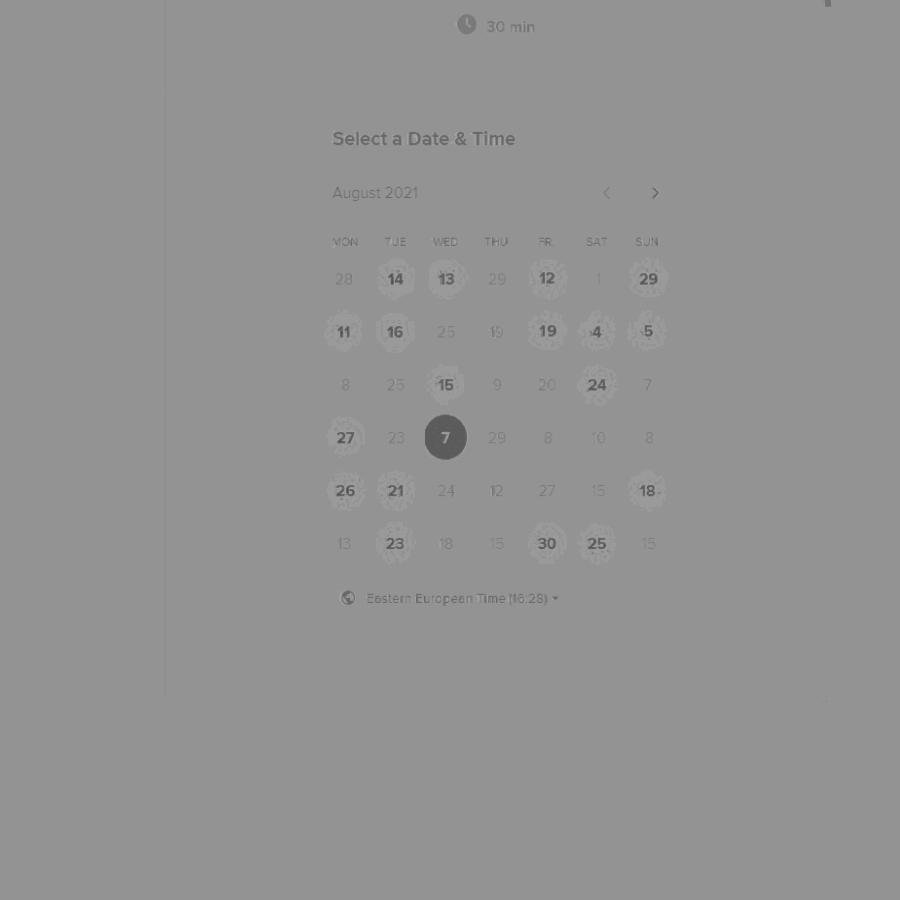 30 min
Select a Date & Time
August 2021
MON TUE WED THU FRI SAT SUN
28 14 13 29 12 1 29
11 16 25 19 19 4 5
8 25 15 9 20 24 7
27 23 7 29 8 10 8
26 21 24 12 27 15 18
13 23 18 15 30 25 15
Eastern European Time (16:28)